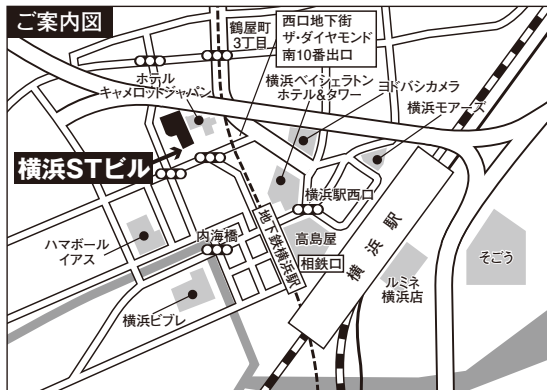 ご案内図
鶴屋町
3丁目
西口地下街
ザ・ダイヤモンド
南10番出口
ホテル
キャメロットジャパン
横浜ベイシェラトン
ホテル&タワー
ヨドバシカメラ
横浜モアーズ
横浜STビル
横浜駅西口
ハマボール
イアス
内海橋
地下鉄横浜駅
高島屋
相鉄口
横浜駅
そごう
ルミネ
横浜店
横浜ビブレ